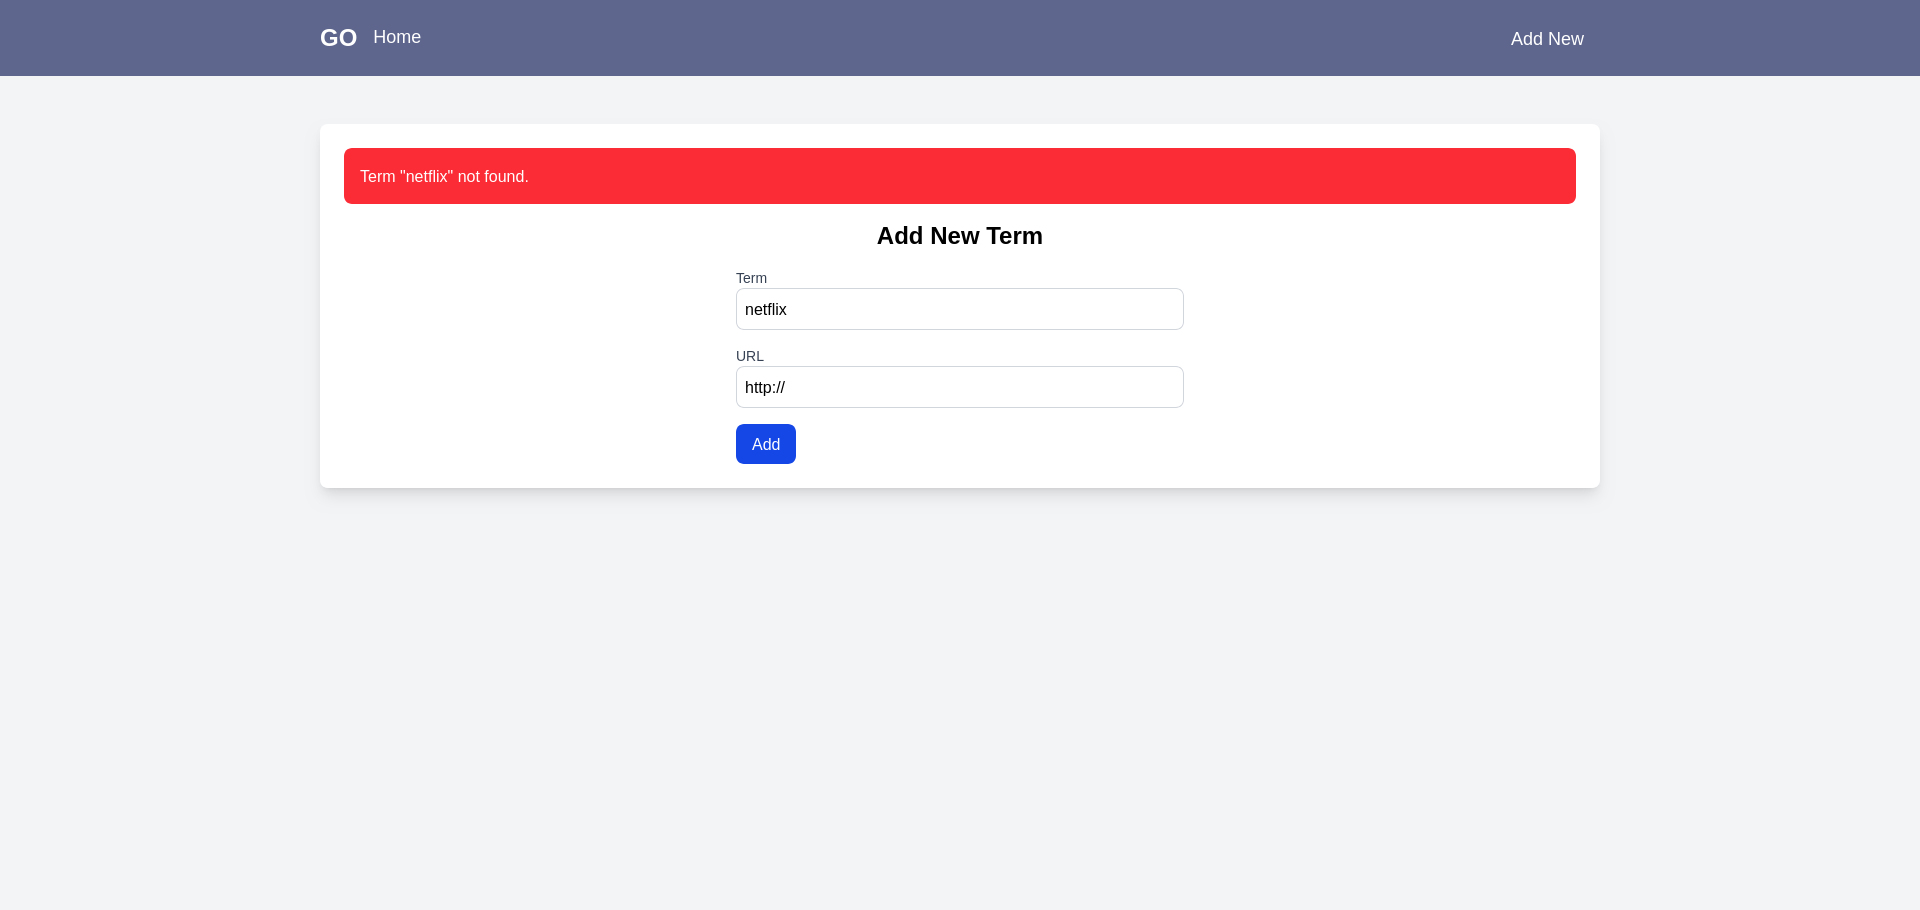 GO Home Add New
Term "netflix" not found.
Add New Term
Term
netflix
URL
http://
Add